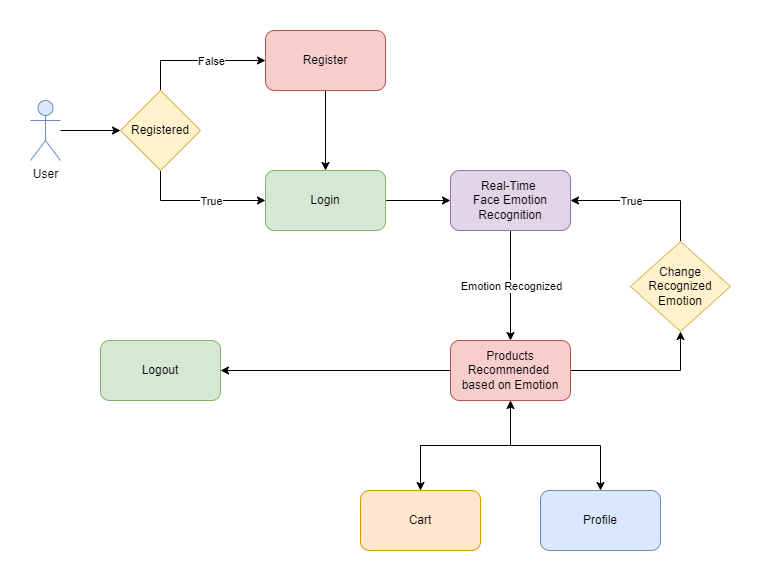 False
Register
Registered
User
True
Login
Real-Time
Face Emotion
Recognition
True
Change
Recognized
Emotion
Emotion Recognized
Logout
Products
Recommended
based on Emotion
Cart
Profile